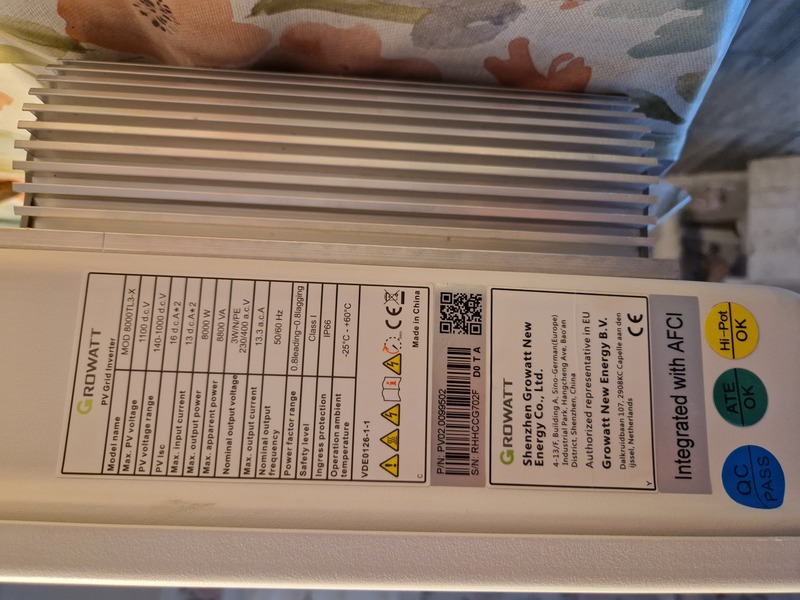 GROWATT
PV Grid Inverter
Model name MOD 8000TL3-X
Max. PV voltage 1100 d.c.V
PV voltage range 140-1000 d.c.V
PV Isc 16 d.c.A*2
Max. input current 13 d.c.A*2
Max. output power 8000 W
Max. apparent power 8800 VA
Nominal output voltage 3W/N/PE
230/400 a.c.V
Max. output current 13.3 a.c.A
Nominal output
frequency 50/60 Hz
Power factor range 0.8leading~0.8lagging
Safety level Class I
Ingress protection IP66
Operation ambient
temperature -25°C - +60°C
VDE0126-1-1
CE
C Made in China
P/N: PV02.0099502
S/N: RHHCCG702F D0 1 A
GROWATT
Shenzhen Growatt New
Energy Co., Ltd.
4-13/F, Building A, Sino-German(Europe)
Industrial Park, Hangcheng Ave, Bao'an
District, Shenzhen, China
Authorized representative in EU
Growatt New Energy B.V.
Dalkruidbaan 107, 2908KC Capelle aan den
ijssel, Netherlands
CE
Y
Integrated with AFCI
QC
PASS
ATE
OK
Hi-Pot
OK